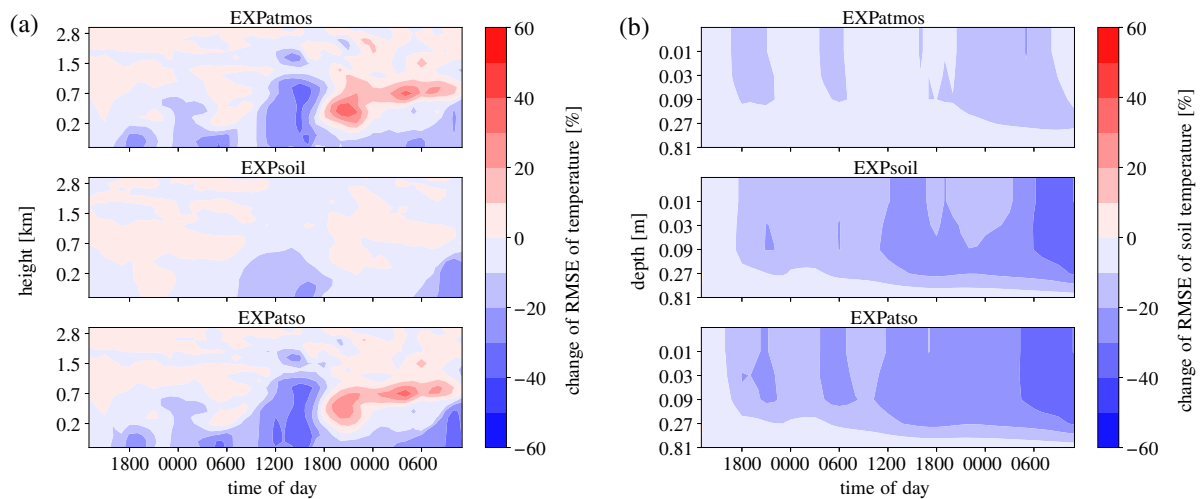 (a)
EXPatmos
2.8
1.5
0.7
0.2
EXPsoil
2.8
1.5
0.7
0.2
EXPatso
2.8
1.5
0.7
0.2
1800 0000 0600 1200 1800 0000 0600
time of day
height [km]
60
40
20
0
−20
−40
−60
change of RMSE of temperature [%]
(b)
EXPatmos
0.01
0.03
0.09
0.27
0.81
EXPsoil
0.01
0.03
0.09
0.27
0.81
EXPatso
0.01
0.03
0.09
0.27
0.81
1800 0000 0600 1200 1800 0000 0600
time of day
depth [m]
60
40
20
0
−20
−40
−60
change of RMSE of soil temperature [%]